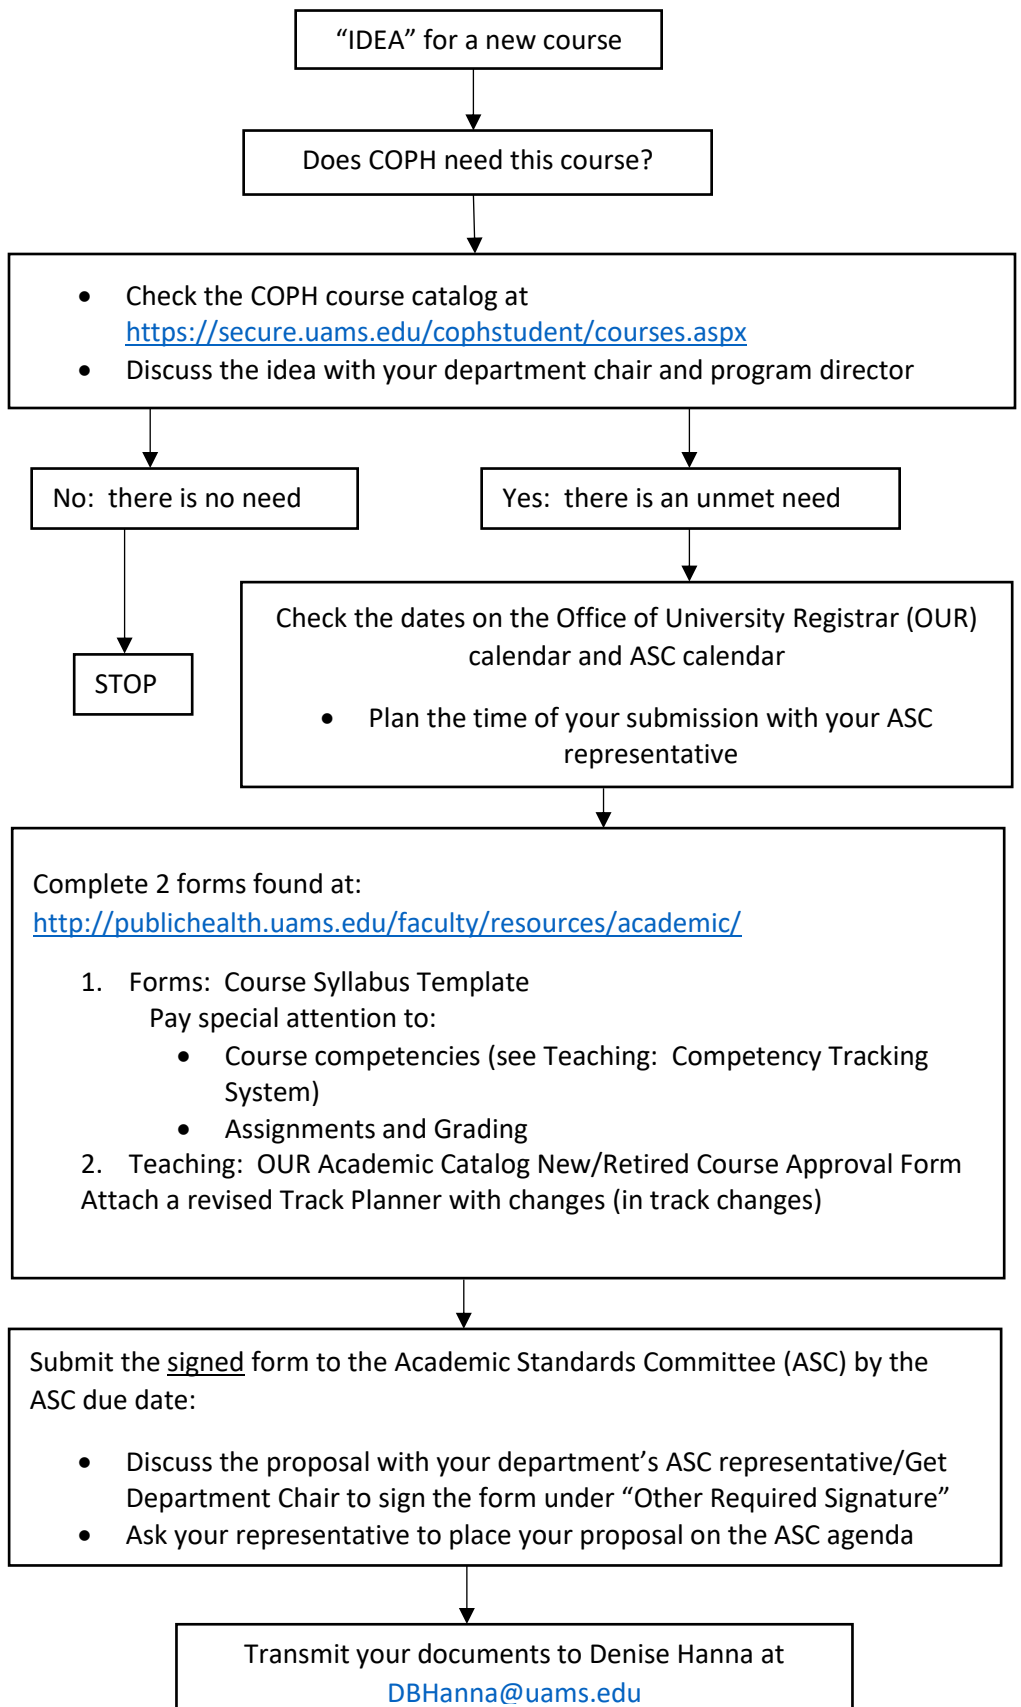 “IDEA” for a new course
Does COPH need this course?
• Check the COPH course catalog at
https://secure.uams.edu/cophstudent/courses.aspx
• Discuss the idea with your department chair and program director
No:  there is no need
Yes:  there is an unmet need
STOP
Check the dates on the Office of University Registrar (OUR)
calendar and ASC calendar
• Plan the time of your submission with your ASC
representative
Complete 2 forms found at:
http://publichealth.uams.edu/faculty/resources/academic/
1. Forms:  Course Syllabus Template
Pay special attention to:
• Course competencies (see Teaching:  Competency Tracking
System)
• Assignments and Grading
2. Teaching:  OUR Academic Catalog New/Retired Course Approval Form
Attach a revised Track Planner with changes (in track changes)
Submit the signed form to the Academic Standards Committee (ASC) by the
ASC due date:
• Discuss the proposal with your department’s ASC representative/Get
Department Chair to sign the form under “Other Required Signature”
• Ask your representative to place your proposal on the ASC agenda
Transmit your documents to Denise Hanna at
DBHanna@uams.edu